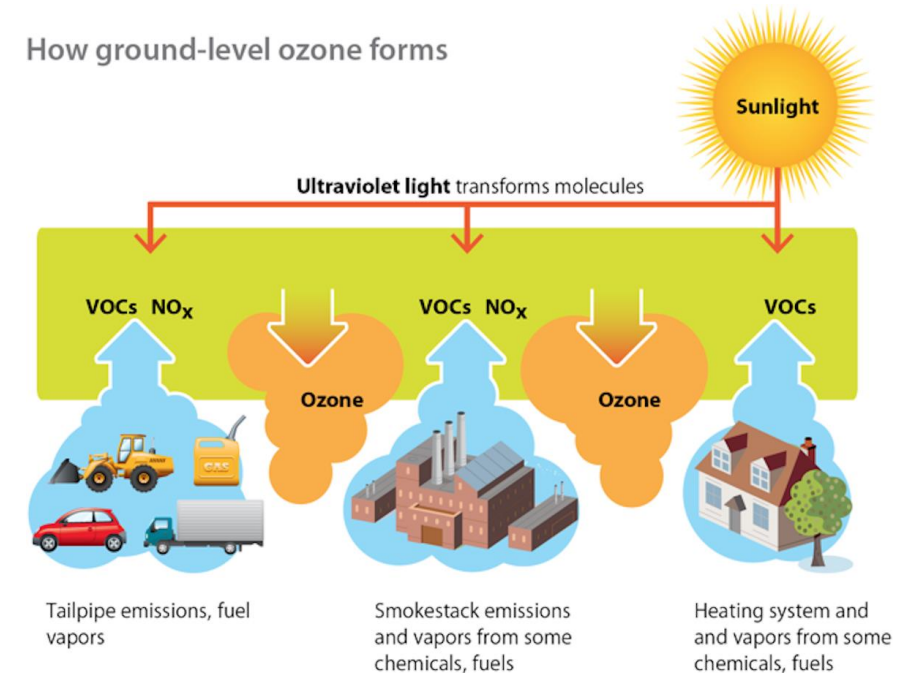 How ground-level ozone forms
Sunlight
Ultraviolet light transforms molecules
VOCs NOx
VOCs NOx
VOCs
Ozone
Ozone
GAS
Tailpipe emissions, fuel
vapors
Smokestack emissions
and vapors from some
chemicals, fuels
Heating system and
and vapors from some
chemicals, fuels